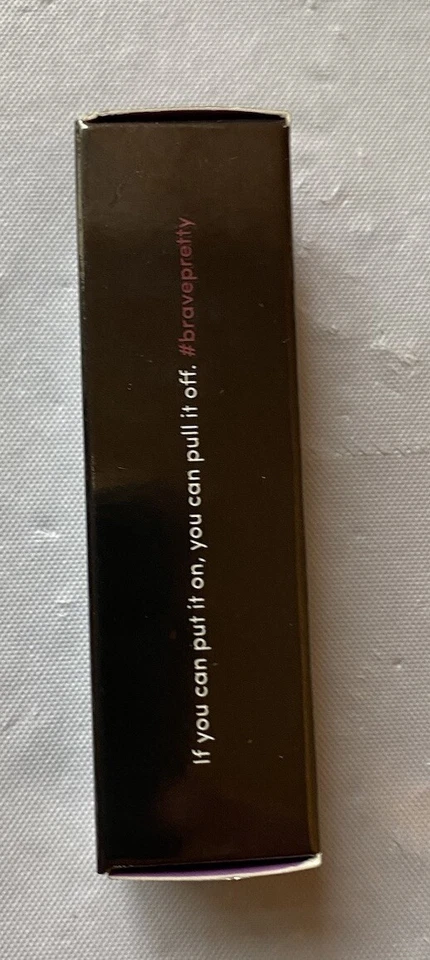 If you can put it on, you can pull it off. #bravepretty